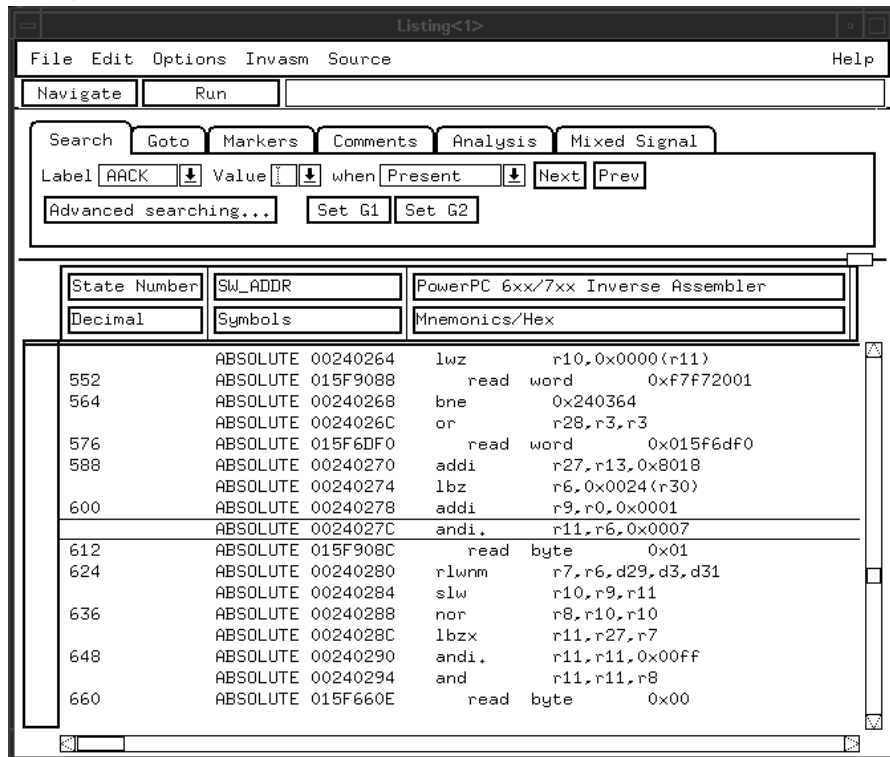 Listing<1>
File Edit Options Invasm Source Help
Navigate Run
Search Goto Markers Comments Analysis Mixed Signal
Label AACK Value when Present Next Prev
Advanced searching... Set G1 Set G2
State Number SW_ADDR PowerPC 6xx/7xx Inverse Assembler
Decimal Symbols Mnemonics/Hex
ABSOLUTE 00240264 lwz r10,0x0000(r11)
552 ABSOLUTE 015F9088 read word 0xf7f72001
564 ABSOLUTE 00240268 bne 0x240364
ABSOLUTE 0024026C or r28,r3,r3
576 ABSOLUTE 015F6DF0 read word 0x015f6df0
588 ABSOLUTE 00240270 addi r27,r13,0x8018
ABSOLUTE 00240274 lbz r6,0x0024(r30)
600 ABSOLUTE 00240278 addi r9,r0,0x0001
ABSOLUTE 0024027C andi. r11,r6,0x0007
612 ABSOLUTE 015F908C read byte 0x01
624 ABSOLUTE 00240280 rlwnm r7,r6,d29,d3,d31
ABSOLUTE 00240284 slw r10,r9,r11
636 ABSOLUTE 00240288 nor r8,r10,r10
ABSOLUTE 0024028C lbzx r11,r27,r7
648 ABSOLUTE 00240290 andi. r11,r11,0x00ff
ABSOLUTE 00240294 and r11,r11,r8
660 ABSOLUTE 015F660E read byte 0x00